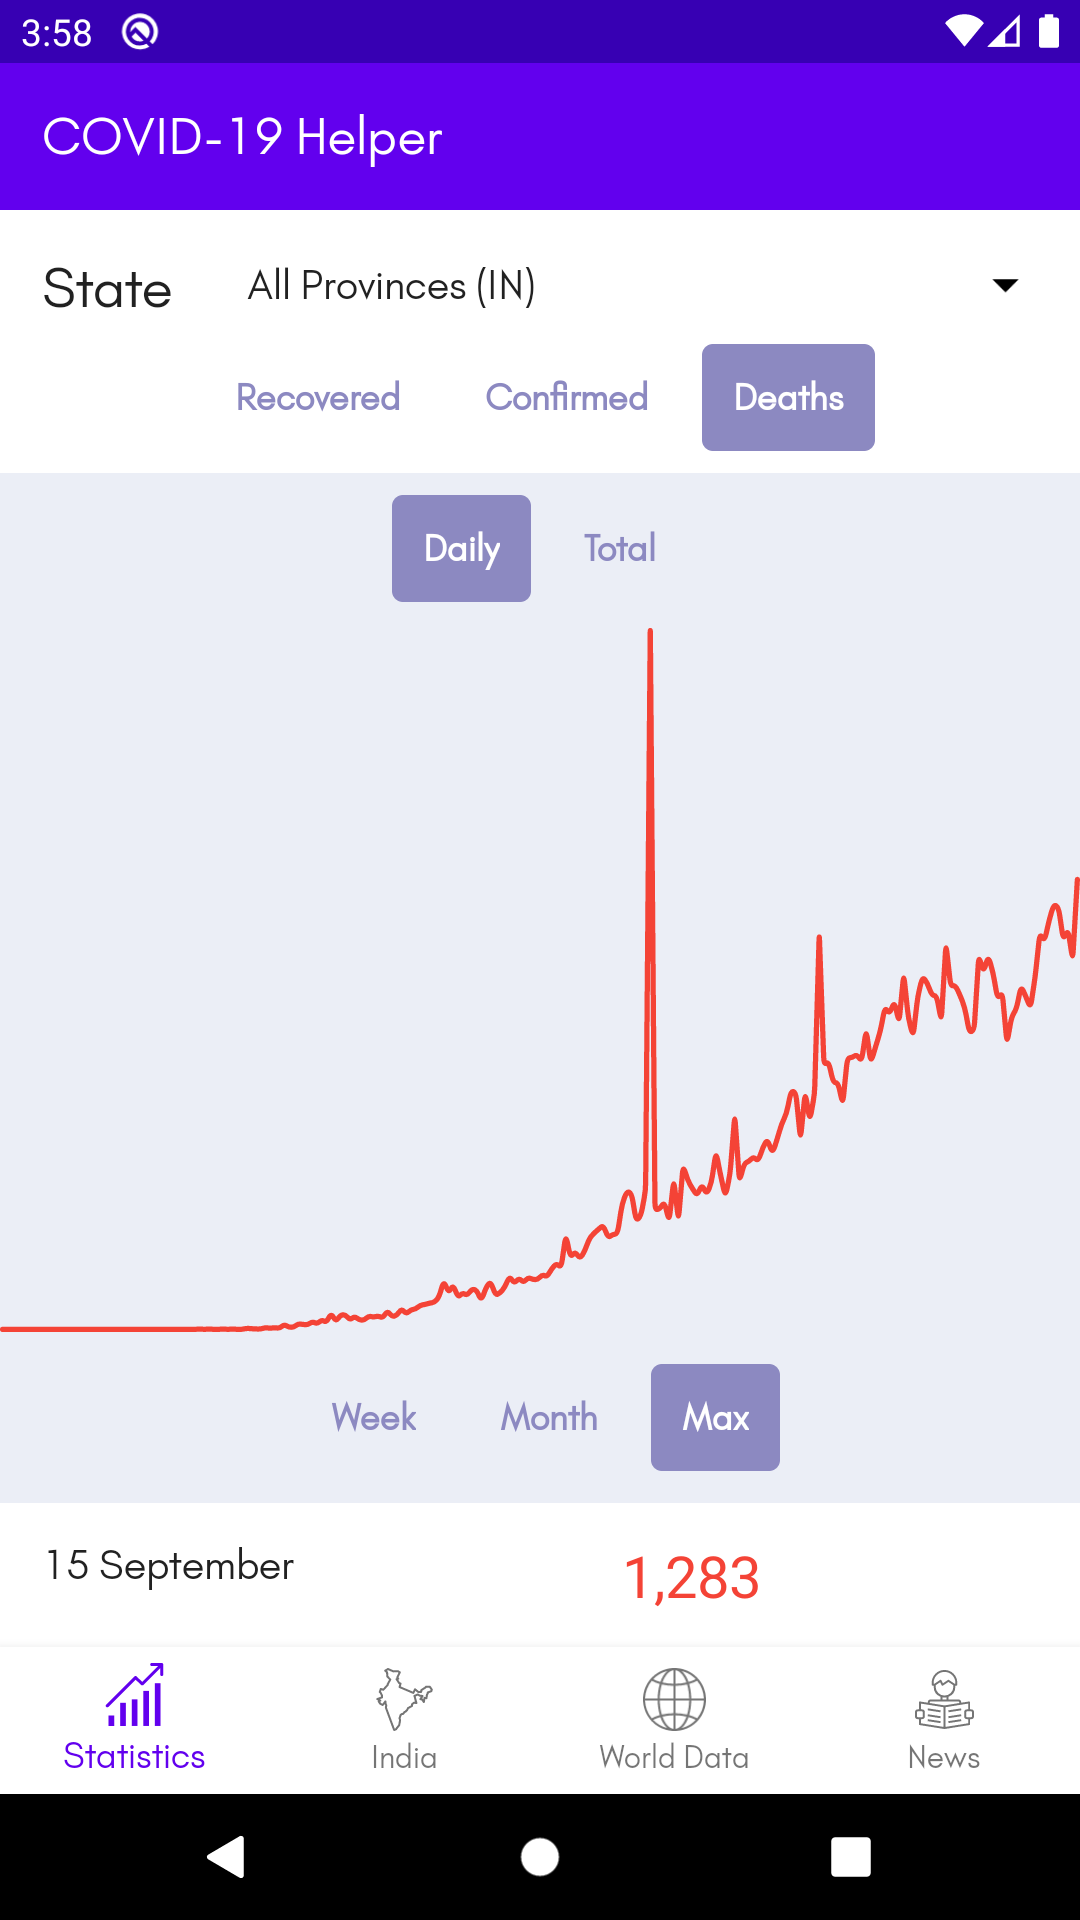 3:58
COVID-19 Helper
State All Provinces (IN)
Recovered Confirmed Deaths
Daily Total
Week Month Max
15 September 1,283
Statistics India World Data News